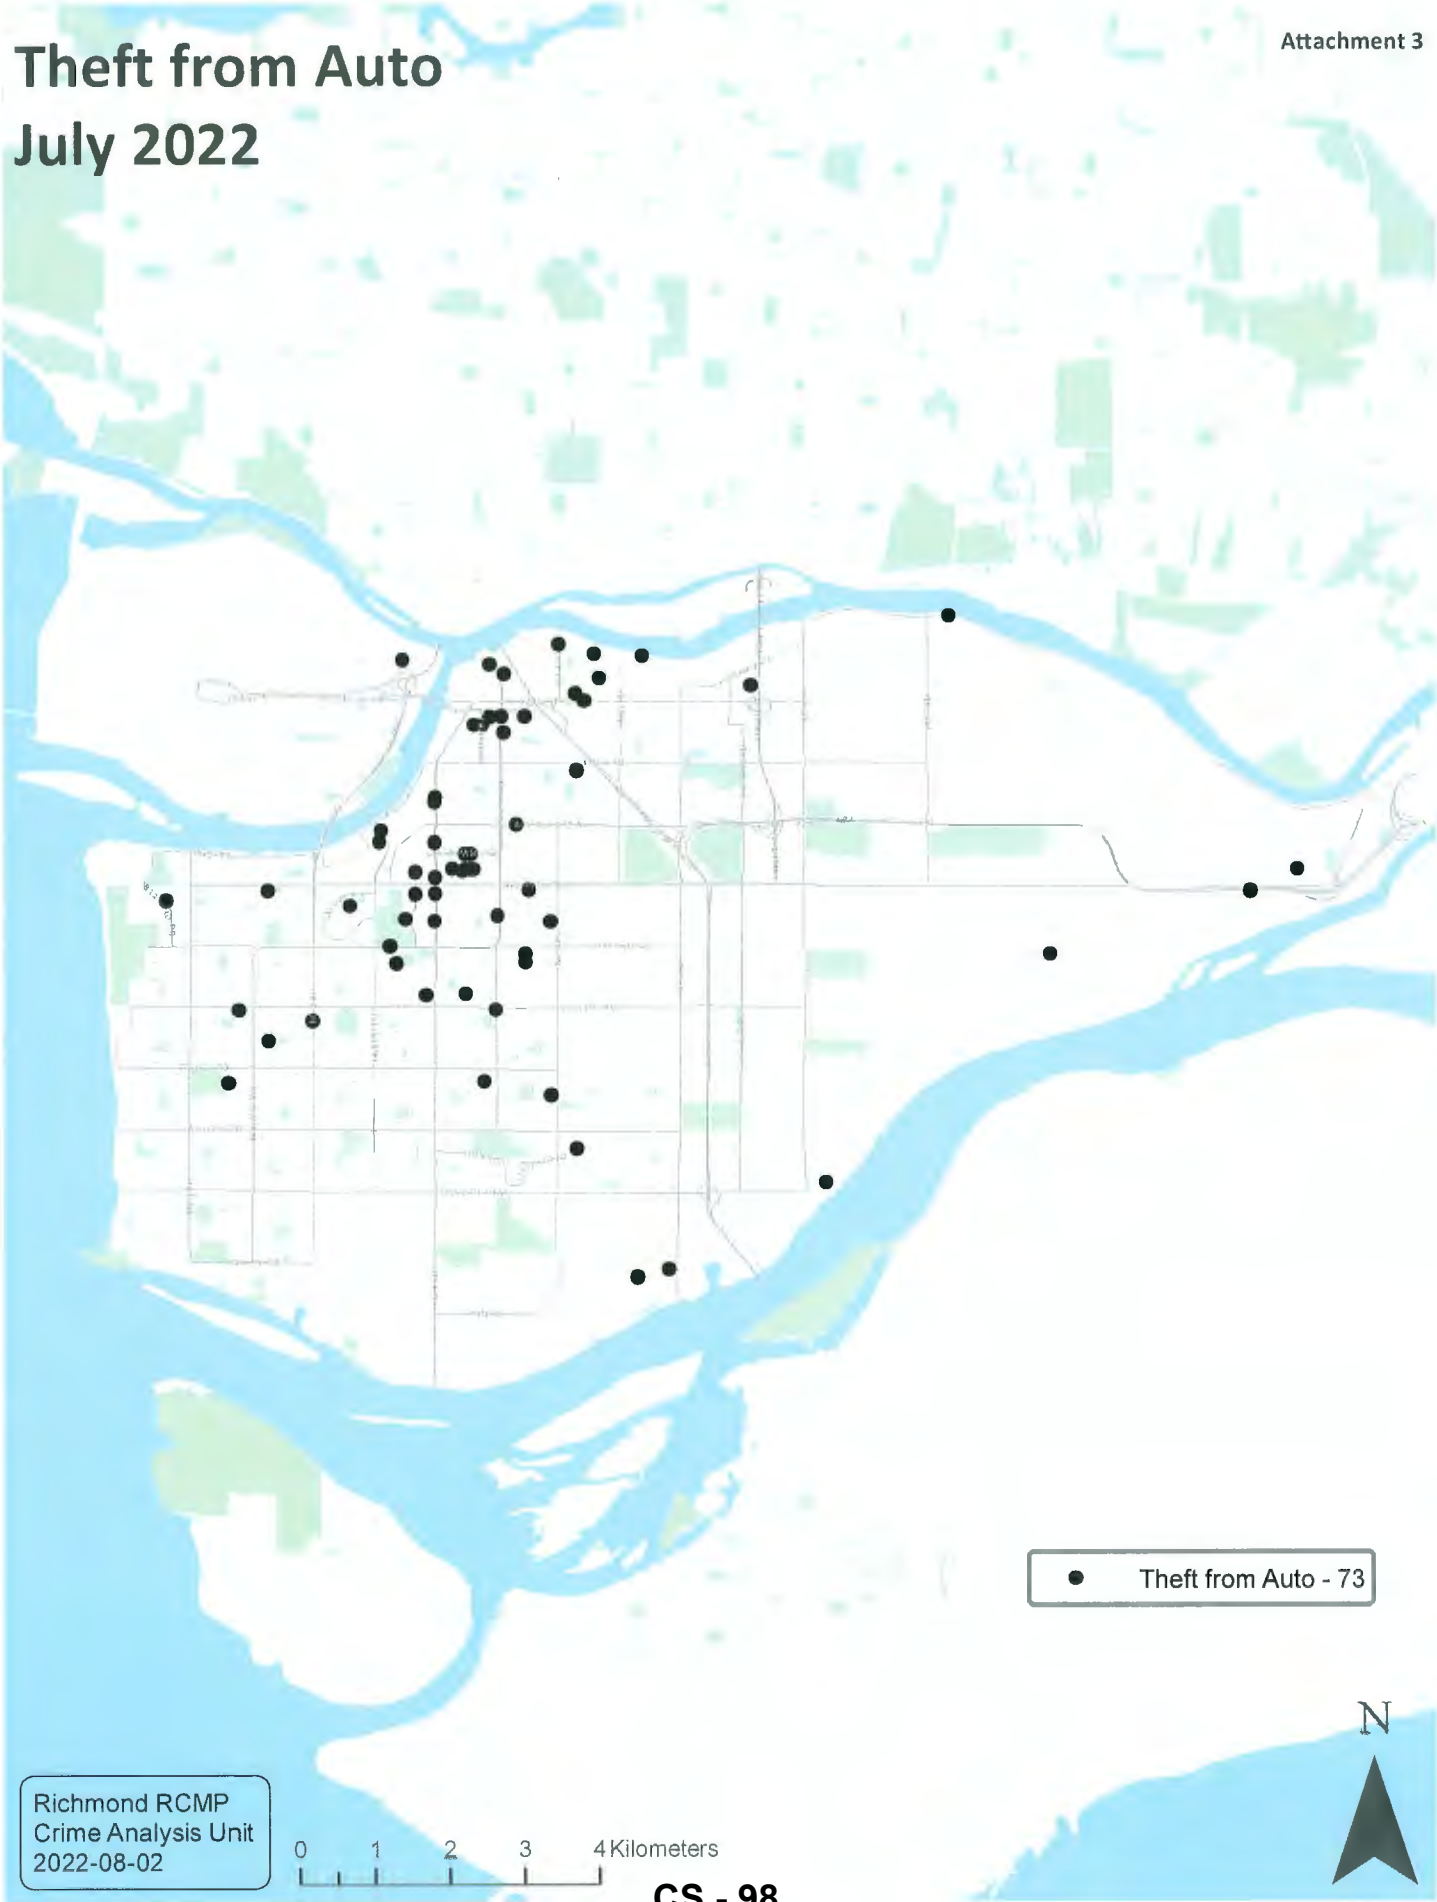 Attachment 3
Theft from Auto
July 2022
Theft from Auto - 73
N
Richmond RCMP
Crime Analysis Unit
2022-08-02
0 1 2 3 4 Kilometers
CS - 98